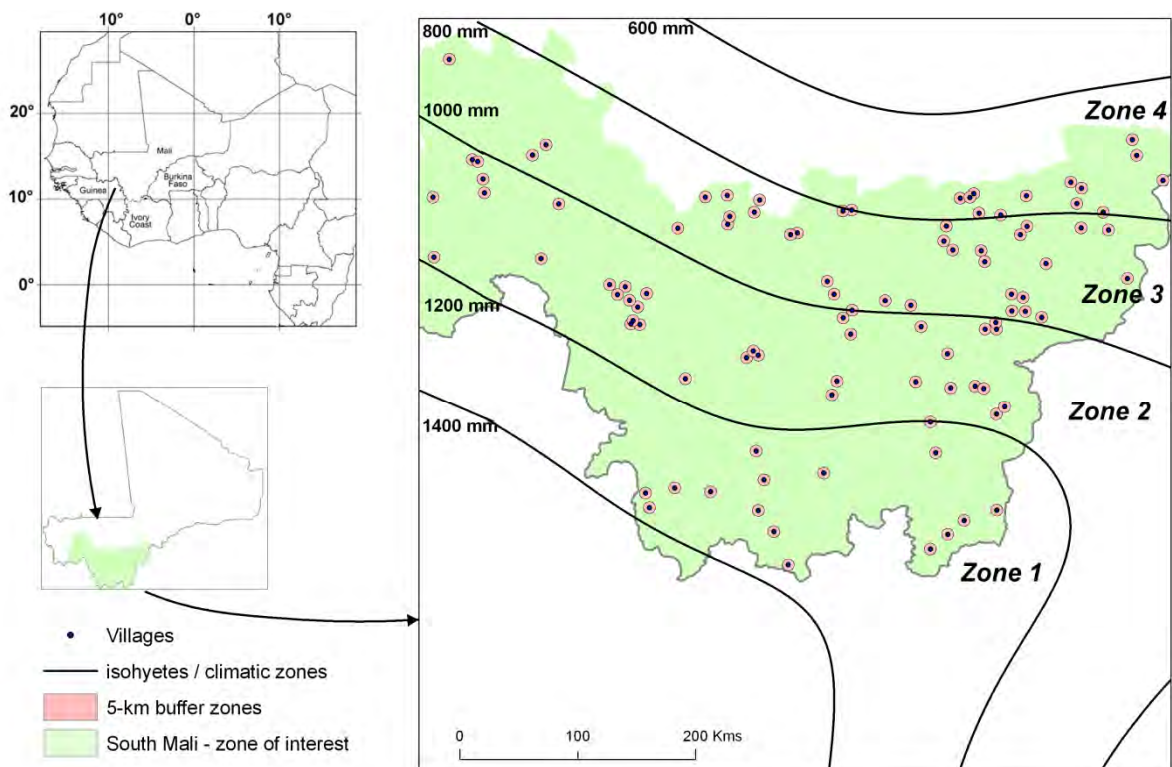 10° 0° 10°
20°
10°
0°
Mali
Guinea
Burkina
Faso
Ivory
Coast
Villages
isohyetes / climatic zones
5-km buffer zones
South Mali - zone of interest
800 mm
600 mm
1000 mm
1200 mm
1400 mm
Zone 4
Zone 3
Zone 2
Zone 1
0 100 200 Kms